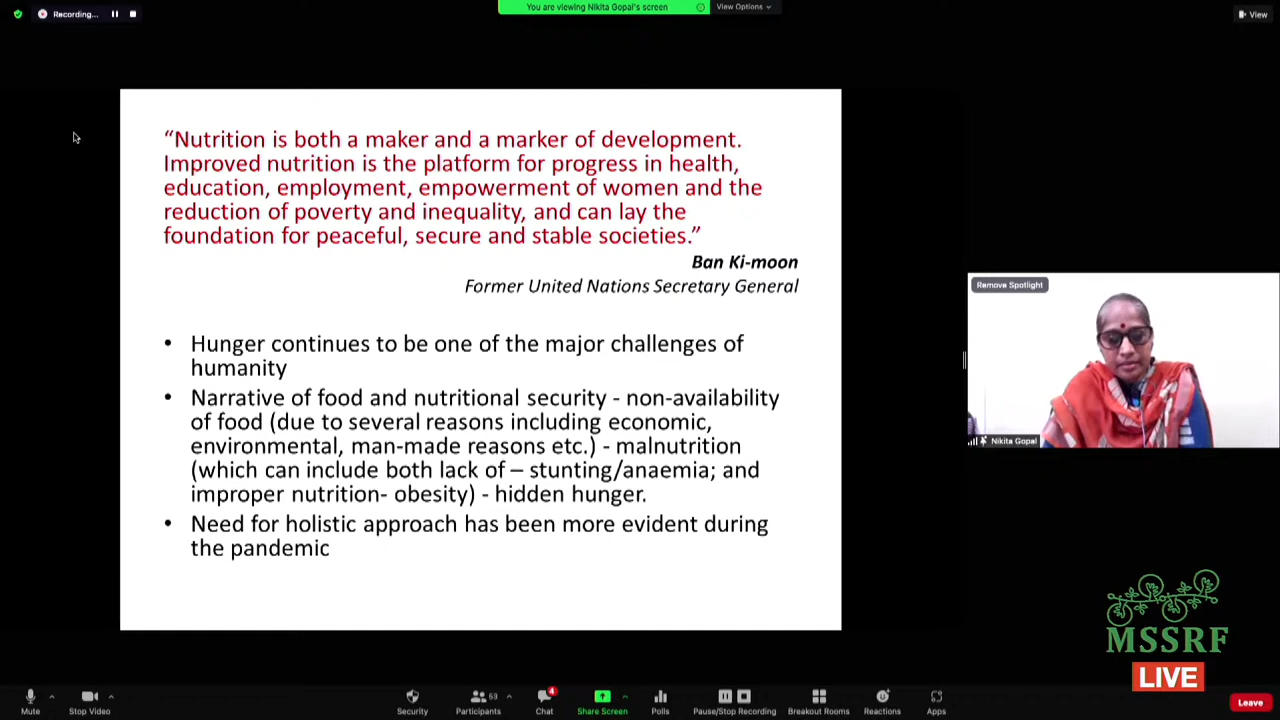 Recording...
You are viewing Nikita Gopal's screen
View Options
View
“Nutrition is both a maker and a marker of development.
Improved nutrition is the platform for progress in health,
education, employment, empowerment of women and the
reduction of poverty and inequality, and can lay the
foundation for peaceful, secure and stable societies.”
Ban Ki-moon
Former United Nations Secretary General
• Hunger continues to be one of the major challenges of
humanity
• Narrative of food and nutritional security - non-availability
of food (due to several reasons including economic,
environmental, man-made reasons etc.) - malnutrition
(which can include both lack of – stunting/anaemia; and
improper nutrition- obesity) - hidden hunger.
• Need for holistic approach has been more evident during
the pandemic
Remove Spotlight
Nikita Gopal
MSSRF
LIVE
Mute
Stop Video
Security
53
Participants
4
Chat
Share Screen
Polls
Pause/Stop Recording
Breakout Rooms
Reactions
Apps
Leave